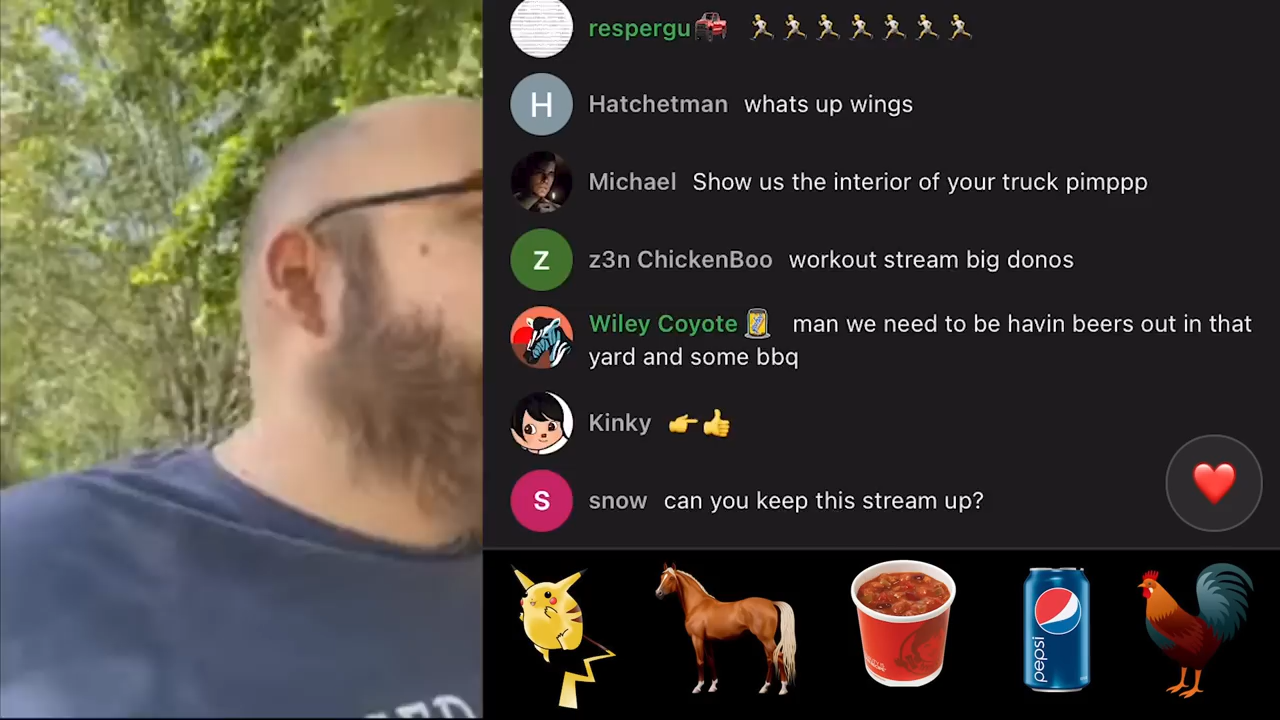 respergu 🏃🏃🏃🏃🏃🏃🏃
H
Hatchetman whats up wings
Michael Show us the interior of your truck pimppp
Z
z3n ChickenBoo workout stream big donos
Wiley Coyote man we need to be havin beers out in that
yard and some bbq
Kinky 👉👍
S
snow can you keep this stream up?
pepsi